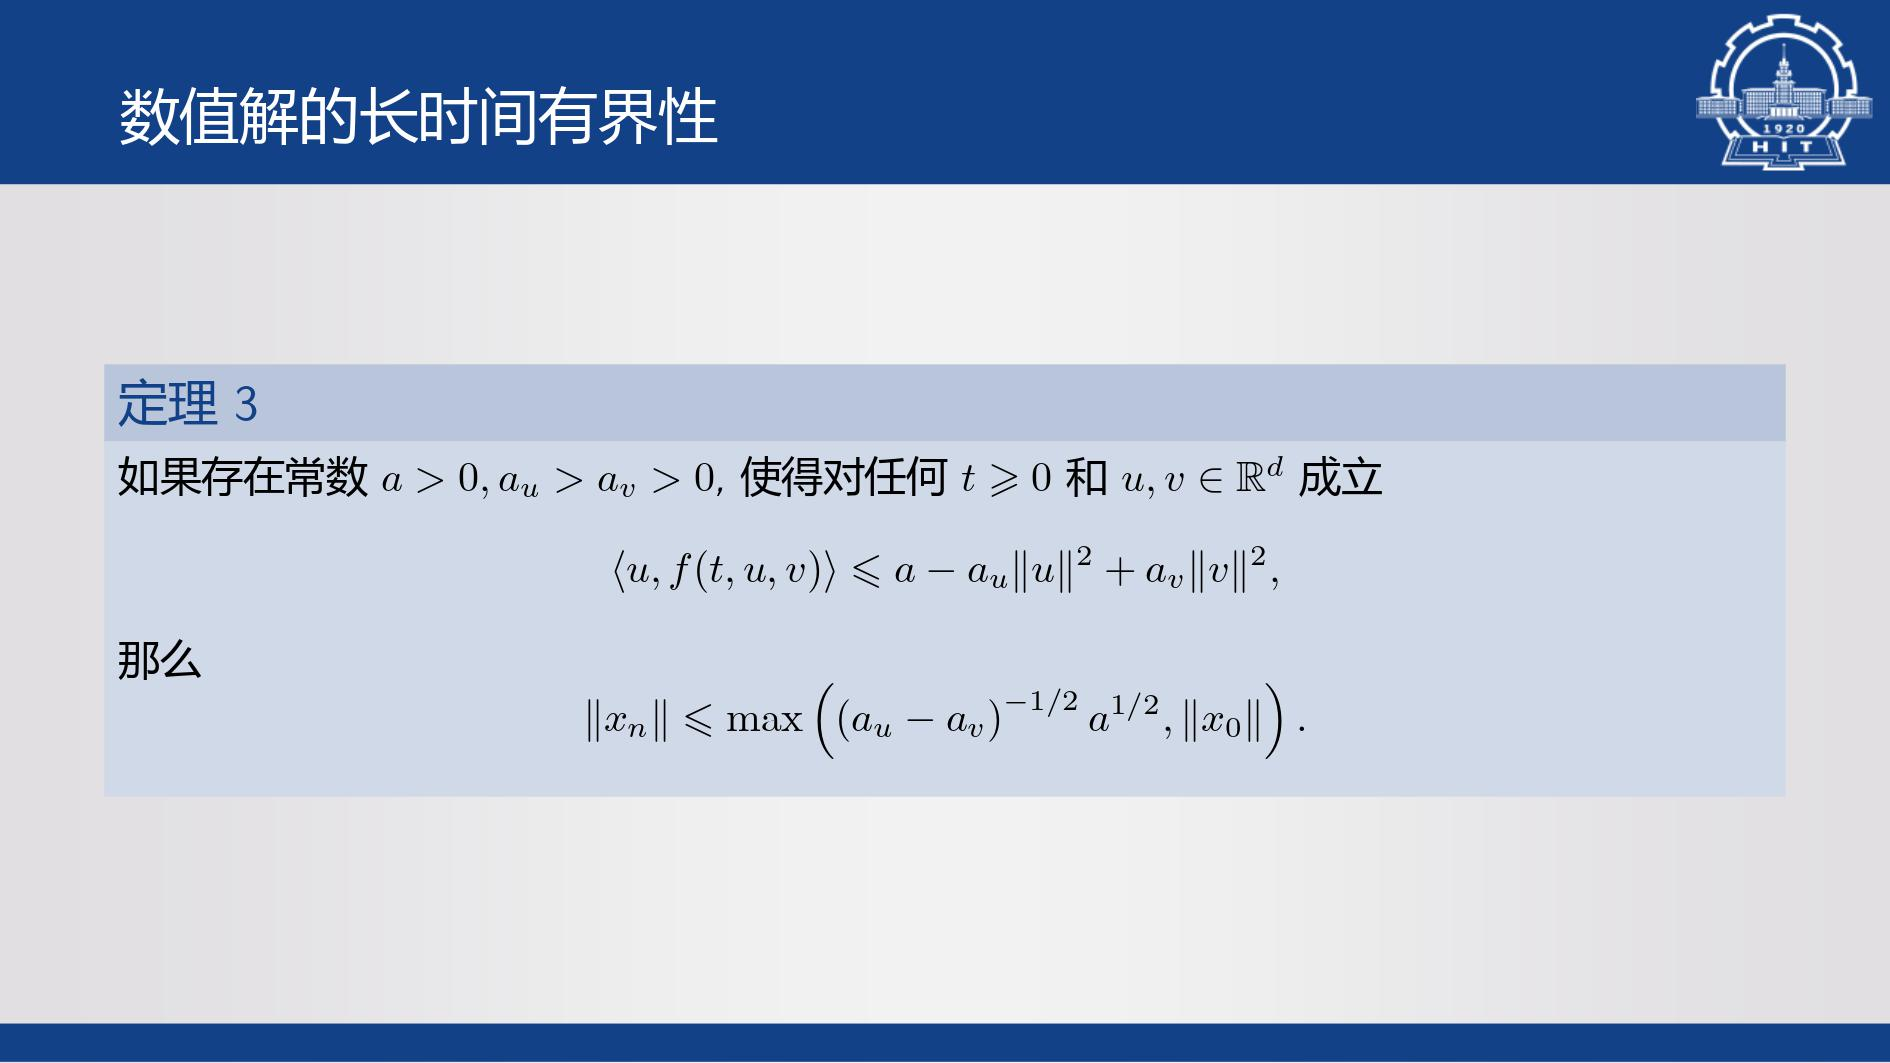 数值解的长时间有界性
1920
HIT
定理 3
如果存在常数 a > 0, a_u > a_v > 0, 使得对任何 t ⩾ 0 和 u, v ∈ ℝ^d 成立
⟨u, f(t, u, v)⟩ ⩽ a − a_u‖u‖² + a_v‖v‖²,
那么
‖x_n‖ ⩽ max((a_u − a_v)^{−1/2} a^{1/2}, ‖x_0‖).